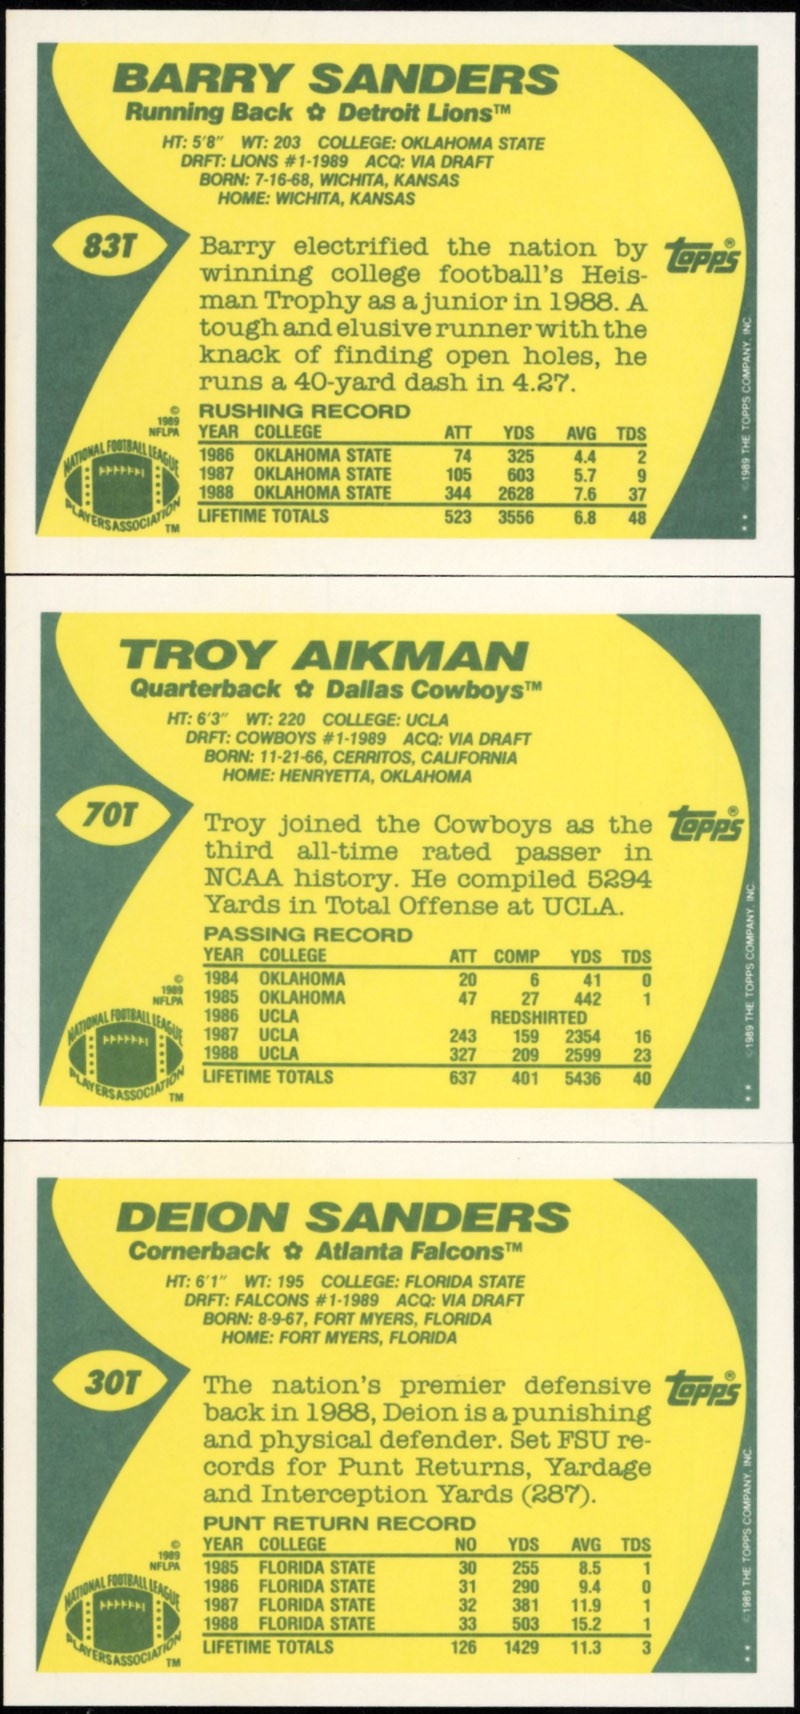 BARRY SANDERS
Running Back ✩ Detroit Lions™
HT: 5'8" WT: 203 COLLEGE: OKLAHOMA STATE
DRFT: LIONS #1-1989 ACQ: VIA DRAFT
BORN: 7-16-68, WICHITA, KANSAS
HOME: WICHITA, KANSAS
83T
Barry electrified the nation by
winning college football's Heis-
man Trophy as a junior in 1988. A
tough and elusive runner with the
knack of finding open holes, he
runs a 40-yard dash in 4.27.
topps®
RUSHING RECORD
YEAR COLLEGE ATT YDS AVG TDS
1986 OKLAHOMA STATE 74 325 4.4 2
1987 OKLAHOMA STATE 105 603 5.7 9
1988 OKLAHOMA STATE 344 2628 7.6 37
LIFETIME TOTALS 523 3556 6.8 48
©
1989
NFLPA
NATIONAL FOOTBALL LEAGUE
PLAYERS ASSOCIATION
TM
** ©1989 THE TOPPS COMPANY, INC.
TROY AIKMAN
Quarterback ✩ Dallas Cowboys™
HT: 6'3" WT: 220 COLLEGE: UCLA
DRFT: COWBOYS #1-1989 ACQ: VIA DRAFT
BORN: 11-21-66, CERRITOS, CALIFORNIA
HOME: HENRYETTA, OKLAHOMA
70T
Troy joined the Cowboys as the
third all-time rated passer in
NCAA history. He compiled 5294
Yards in Total Offense at UCLA.
topps®
PASSING RECORD
YEAR COLLEGE ATT COMP YDS TDS
1984 OKLAHOMA 20 6 41 0
1985 OKLAHOMA 47 27 442 1
1986 UCLA REDSHIRTED
1987 UCLA 243 159 2354 16
1988 UCLA 327 209 2599 23
LIFETIME TOTALS 637 401 5436 40
©
1989
NFLPA
NATIONAL FOOTBALL LEAGUE
PLAYERS ASSOCIATION
TM
** ©1989 THE TOPPS COMPANY, INC.
DEION SANDERS
Cornerback ✩ Atlanta Falcons™
HT: 6'1" WT: 195 COLLEGE: FLORIDA STATE
DRFT: FALCONS #1-1989 ACQ: VIA DRAFT
BORN: 8-9-67, FORT MYERS, FLORIDA
HOME: FORT MYERS, FLORIDA
30T
The nation's premier defensive
back in 1988, Deion is a punishing
and physical defender. Set FSU re-
cords for Punt Returns, Yardage
and Interception Yards (287).
topps®
PUNT RETURN RECORD
YEAR COLLEGE NO YDS AVG TDS
1985 FLORIDA STATE 30 255 8.5 1
1986 FLORIDA STATE 31 290 9.4 0
1987 FLORIDA STATE 32 381 11.9 1
1988 FLORIDA STATE 33 503 15.2 1
LIFETIME TOTALS 126 1429 11.3 3
©
1989
NFLPA
NATIONAL FOOTBALL LEAGUE
PLAYERS ASSOCIATION
TM
** ©1989 THE TOPPS COMPANY, INC.